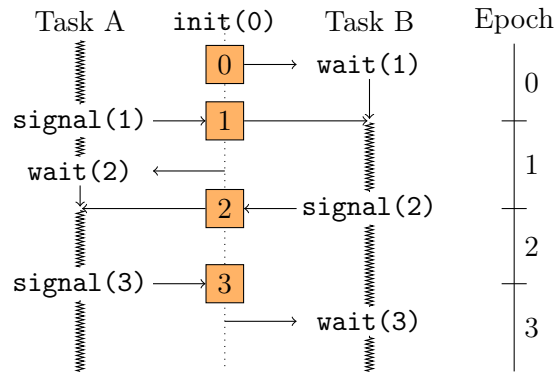 Task A init(0) Task B Epoch
0 wait(1)
0
signal(1) 1
wait(2) 1
2 signal(2)
2
signal(3) 3
wait(3) 3